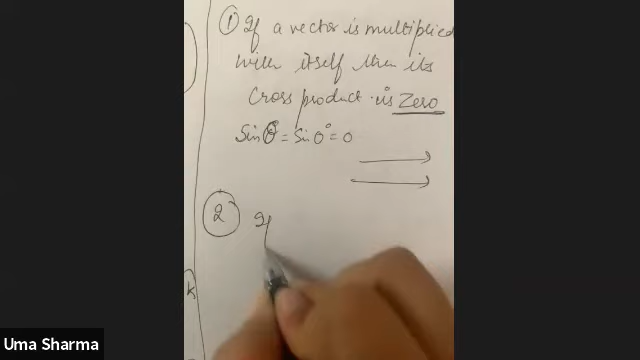 ① If a vector is multiplied
with itself then its
Cross product is Zero
Sin θ = Sin 0° = 0
② If
k
Uma Sharma